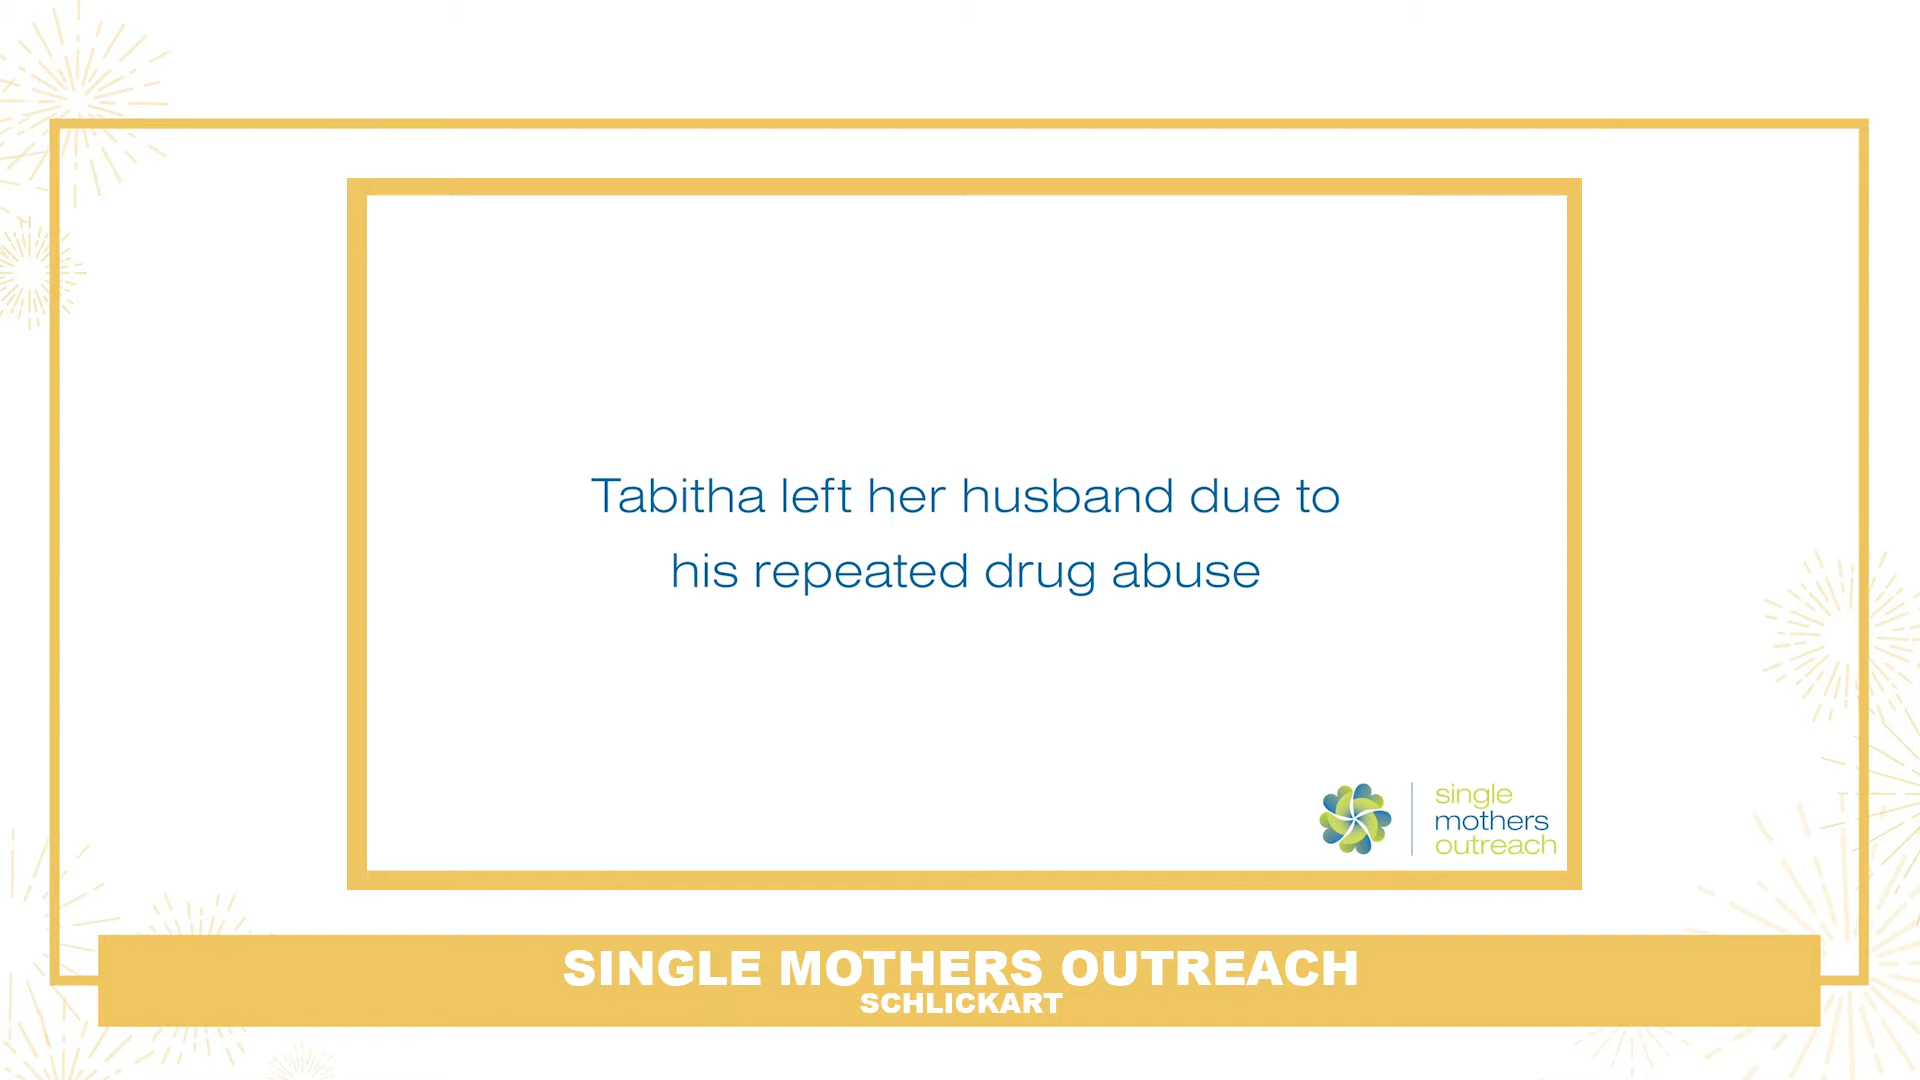 Tabitha left her husband due to
his repeated drug abuse
single
mothers
outreach
SINGLE MOTHERS OUTREACH
SCHLICKART